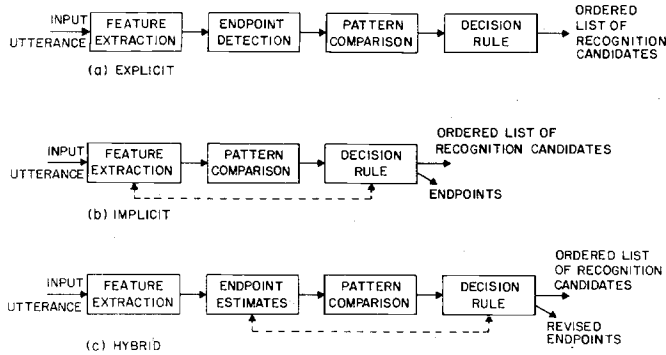 INPUT
UTTERANCE
FEATURE
EXTRACTION
ENDPOINT
DETECTION
PATTERN
COMPARISON
DECISION
RULE
ORDERED
LIST OF
RECOGNITION
CANDIDATES
(a) EXPLICIT
INPUT
UTTERANCE
FEATURE
EXTRACTION
PATTERN
COMPARISON
DECISION
RULE
ORDERED LIST OF
RECOGNITION CANDIDATES
ENDPOINTS
(b) IMPLICIT
INPUT
UTTERANCE
FEATURE
EXTRACTION
ENDPOINT
ESTIMATES
PATTERN
COMPARISON
DECISION
RULE
ORDERED LIST
OF RECOGNITION
CANDIDATES
REVISED
ENDPOINTS
(c) HYBRID